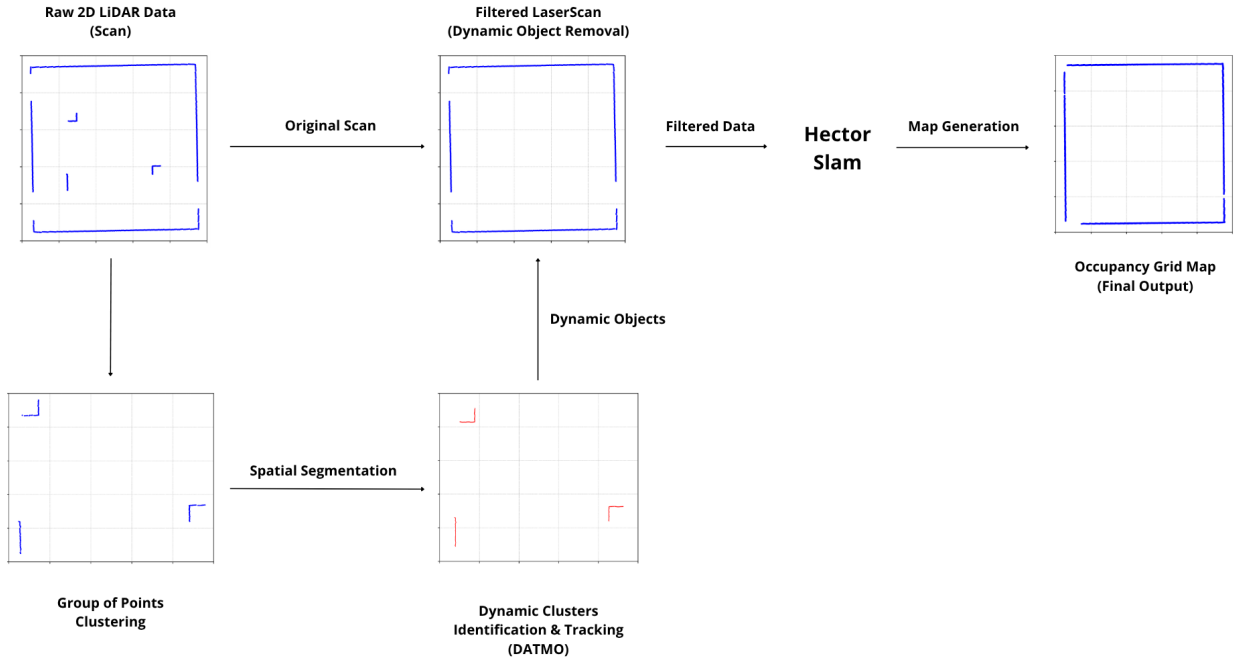 Raw 2D LiDAR Data
(Scan)
Filtered LaserScan
(Dynamic Object Removal)
Original Scan
Filtered Data
Hector
Slam
Map Generation
Occupancy Grid Map
(Final Output)
Dynamic Objects
Spatial Segmentation
Group of Points
Clustering
Dynamic Clusters
Identification & Tracking
(DATMO)